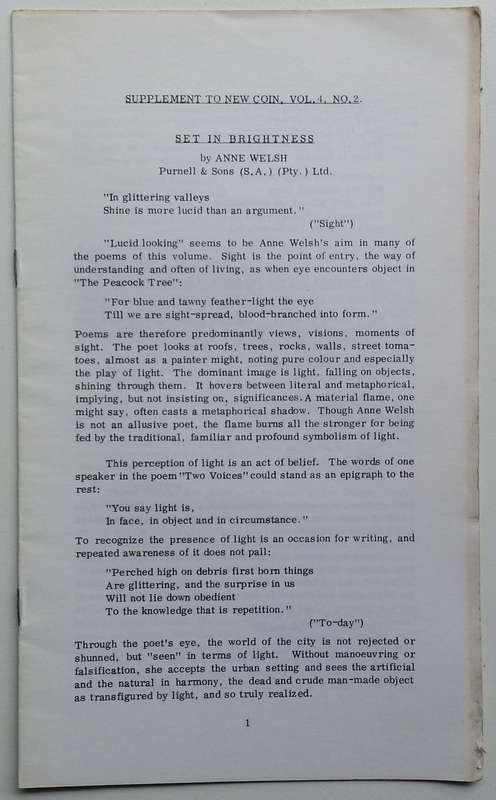 SUPPLEMENT TO NEW COIN, VOL. 4, NO. 2.
SET IN BRIGHTNESS
by ANNE WELSH
Purnell & Sons (S.A.) (Pty.) Ltd.
"In glittering valleys
Shine is more lucid than an argument."
("Sight")
"Lucid looking" seems to be Anne Welsh's aim in many of
the poems of this volume. Sight is the point of entry, the way of
understanding and often of living, as when eye encounters object in
"The Peacock Tree":
"For blue and tawny feather-light the eye
Till we are sight-spread, blood-branched into form."
Poems are therefore predominantly views, visions, moments of
sight. The poet looks at roofs, trees, rocks, walls, street toma-
toes, almost as a painter might, noting pure colour and especially
the play of light. The dominant image is light, falling on objects,
shining through them. It hovers between literal and metaphorical,
implying, but not insisting on, significances. A material flame, one
might say, often casts a metaphorical shadow. Though Anne Welsh
is not an allusive poet, the flame burns all the stronger for being
fed by the traditional, familiar and profound symbolism of light.
This perception of light is an act of belief. The words of one
speaker in the poem "Two Voices" could stand as an epigraph to the
rest:
"You say light is,
In face, in object and in circumstance."
To recognize the presence of light is an occasion for writing, and
repeated awareness of it does not pall:
"Perched high on debris first born things
Are glittering, and the surprise in us
Will not lie down obedient
To the knowledge that is repetition."
("To-day")
Through the poet's eye, the world of the city is not rejected or
shunned, but "seen" in terms of light. Without manoeuvring or
falsification, she accepts the urban setting and sees the artificial
and the natural in harmony, the dead and crude man-made object
as transfigured by light, and so truly realized.
1